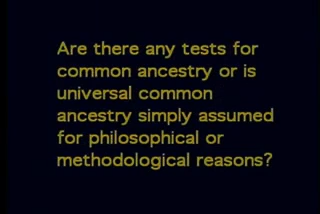 Are there any tests for
common ancestry or is
universal common
ancestry simply assumed
for philosophical or
methodological reasons?